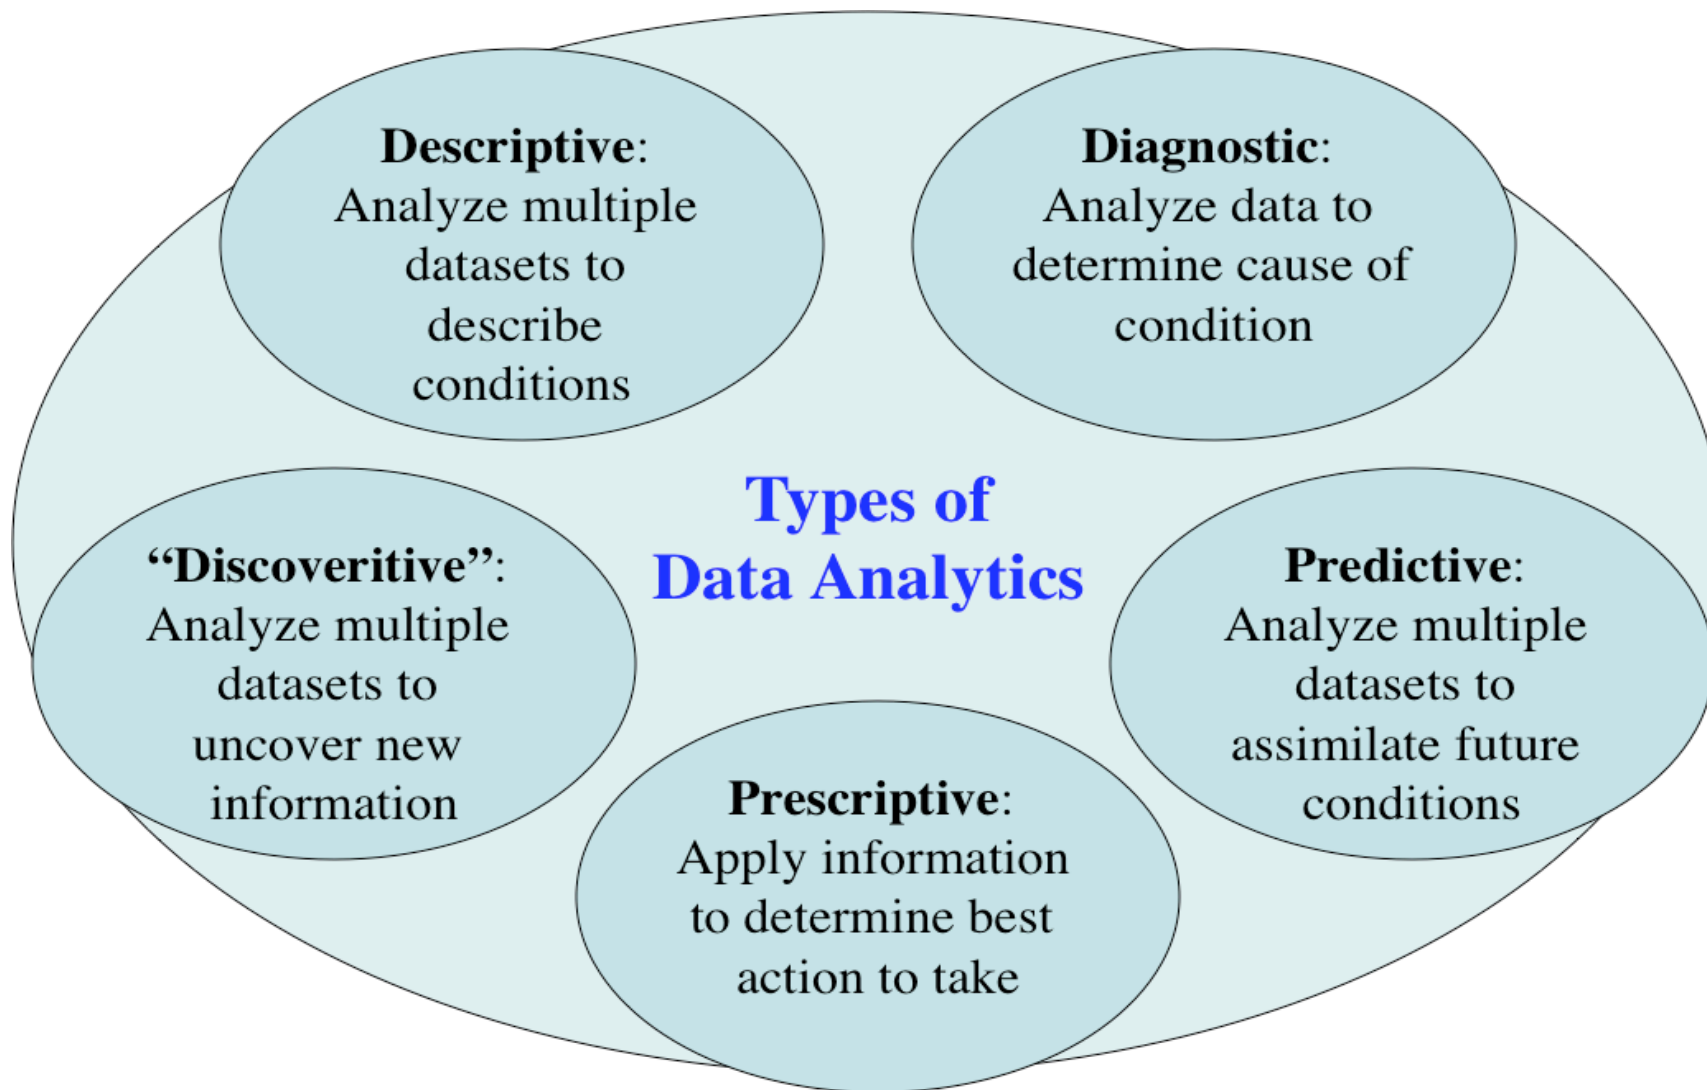 Descriptive:
Analyze multiple
datasets to
describe
conditions
Diagnostic:
Analyze data to
determine cause of
condition
Types of
Data Analytics
“Discoveritive”:
Analyze multiple
datasets to
uncover new
information
Predictive:
Analyze multiple
datasets to
assimilate future
conditions
Prescriptive:
Apply information
to determine best
action to take